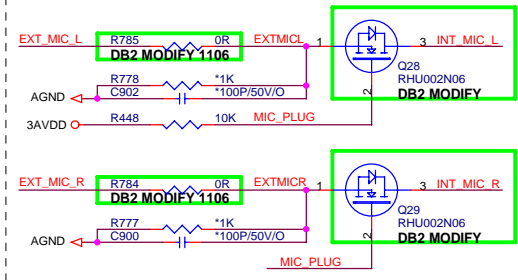 EXT_MIC_L R785 0R EXTMICL 1 3 INT_MIC_L
DB2 MODIFY 1106
R778 *1K
AGND C902 *100P/50V/O
2
Q28
RHU002N06
DB2 MODIFY
3AVDD R448 10K MIC_PLUG
EXT_MIC_R R784 0R EXTMICR 1 3 INT_MIC_R
DB2 MODIFY 1106
R777 *1K
AGND C900 *100P/50V/O
2
Q29
RHU002N06
DB2 MODIFY
MIC_PLUG